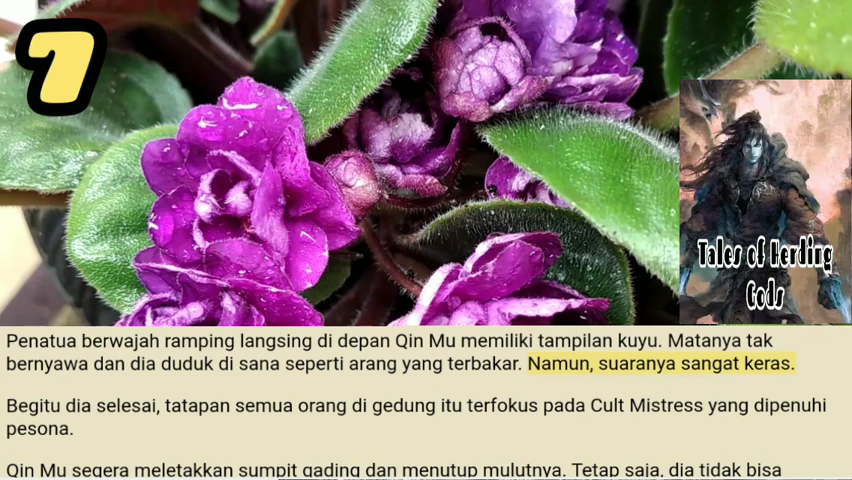 7
Tales of Herding
Gods
Penatua berwajah ramping langsing di depan Qin Mu memiliki tampilan kuyu. Matanya tak
bernyawa dan dia duduk di sana seperti arang yang terbakar. Namun, suaranya sangat keras.
Begitu dia selesai, tatapan semua orang di gedung itu terfokus pada Cult Mistress yang dipenuhi
pesona.
Qin Mu segera meletakkan sumpit gading dan menutup mulutnya. Tetap saja, dia tidak bisa